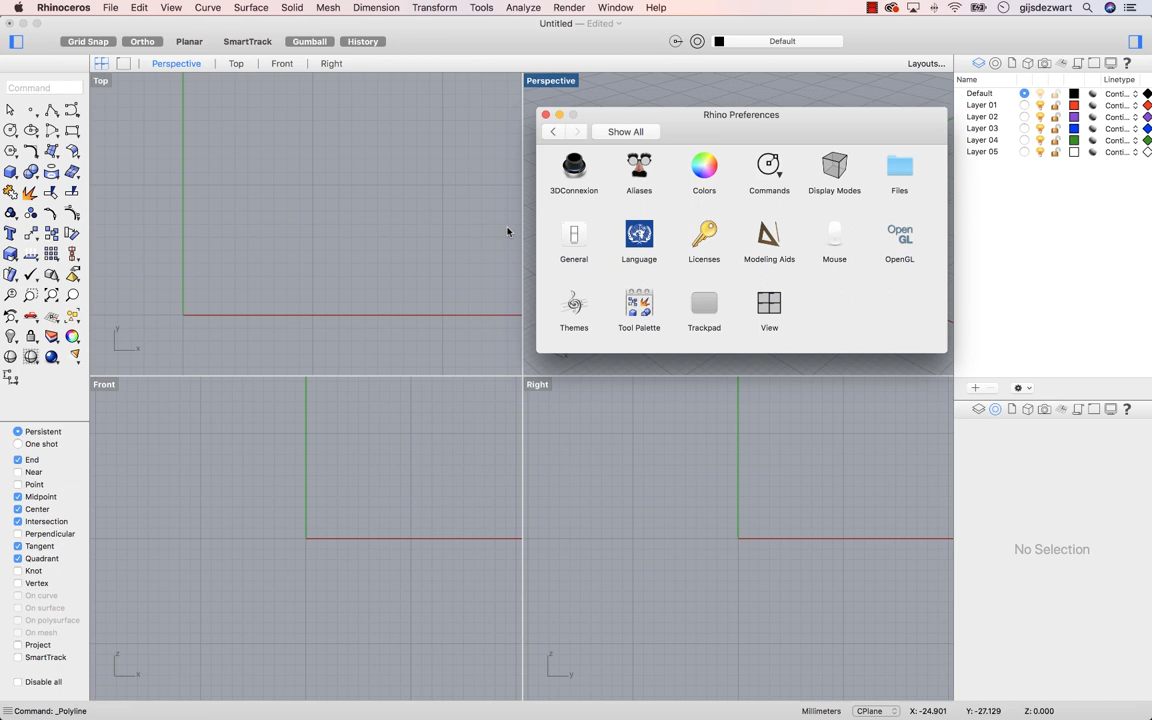 Rhinoceros File Edit View Curve Surface Solid Mesh Dimension Transform Tools Analyze Render Window Help gijsdezwart
Untitled — Edited
Grid Snap Ortho Planar SmartTrack Gumball History Default
Perspective Top Front Right Layouts...
Command
Top
Perspective
Front
Right
Rhino Preferences
Show All
3DConnexion Aliases Colors Commands Display Modes Files
General Language Licenses Modeling Aids Mouse OpenGL
Open
GL
Themes Tool Palette Trackpad View
Name Linetype
Default Conti...
Layer 01 Conti...
Layer 02 Conti...
Layer 03 Conti...
Layer 04 Conti...
Layer 05 Conti...
No Selection
Persistent
One shot
End
Near
Point
Midpoint
Center
Intersection
Perpendicular
Tangent
Quadrant
Knot
Vertex
On curve
On surface
On polysurface
On mesh
Project
SmartTrack
Disable all
y
x
z
x
z
y
Command: _Polyline
Millimeters CPlane X: -24.901 Y: -27.129 Z: 0.000